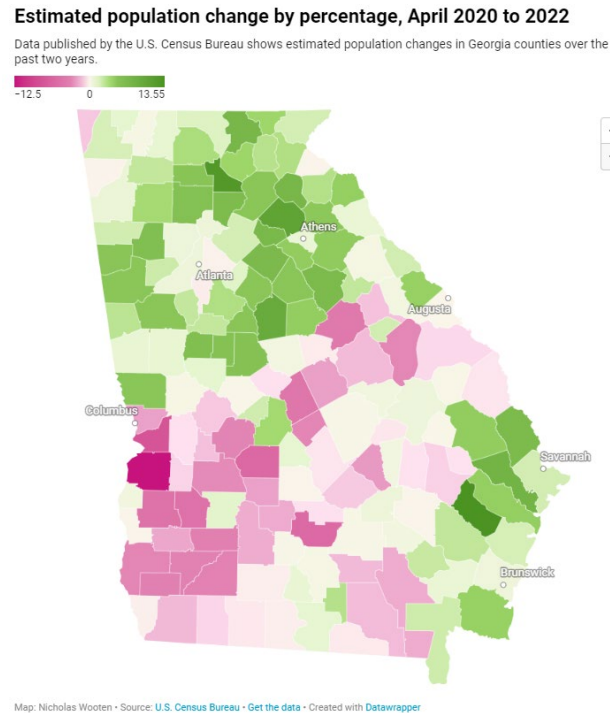 Estimated population change by percentage, April 2020 to 2022
Data published by the U.S. Census Bureau shows estimated population changes in Georgia counties over the
past two years.
−12.5 0 13.55
Athens
Atlanta
Augusta
Columbus
Savannah
Brunswick
Map: Nicholas Wooten • Source: U.S. Census Bureau • Get the data • Created with Datawrapper